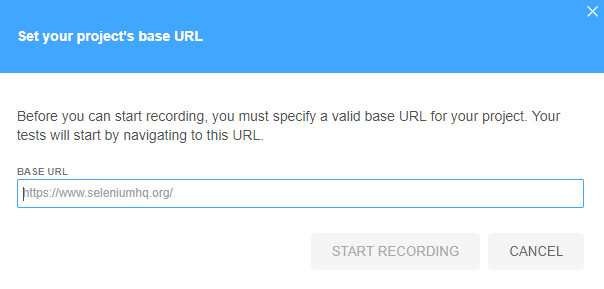 Set your project's base URL
Before you can start recording, you must specify a valid base URL for your project. Your
tests will start by navigating to this URL.
BASE URL
https://www.seleniumhq.org/
START RECORDING
CANCEL